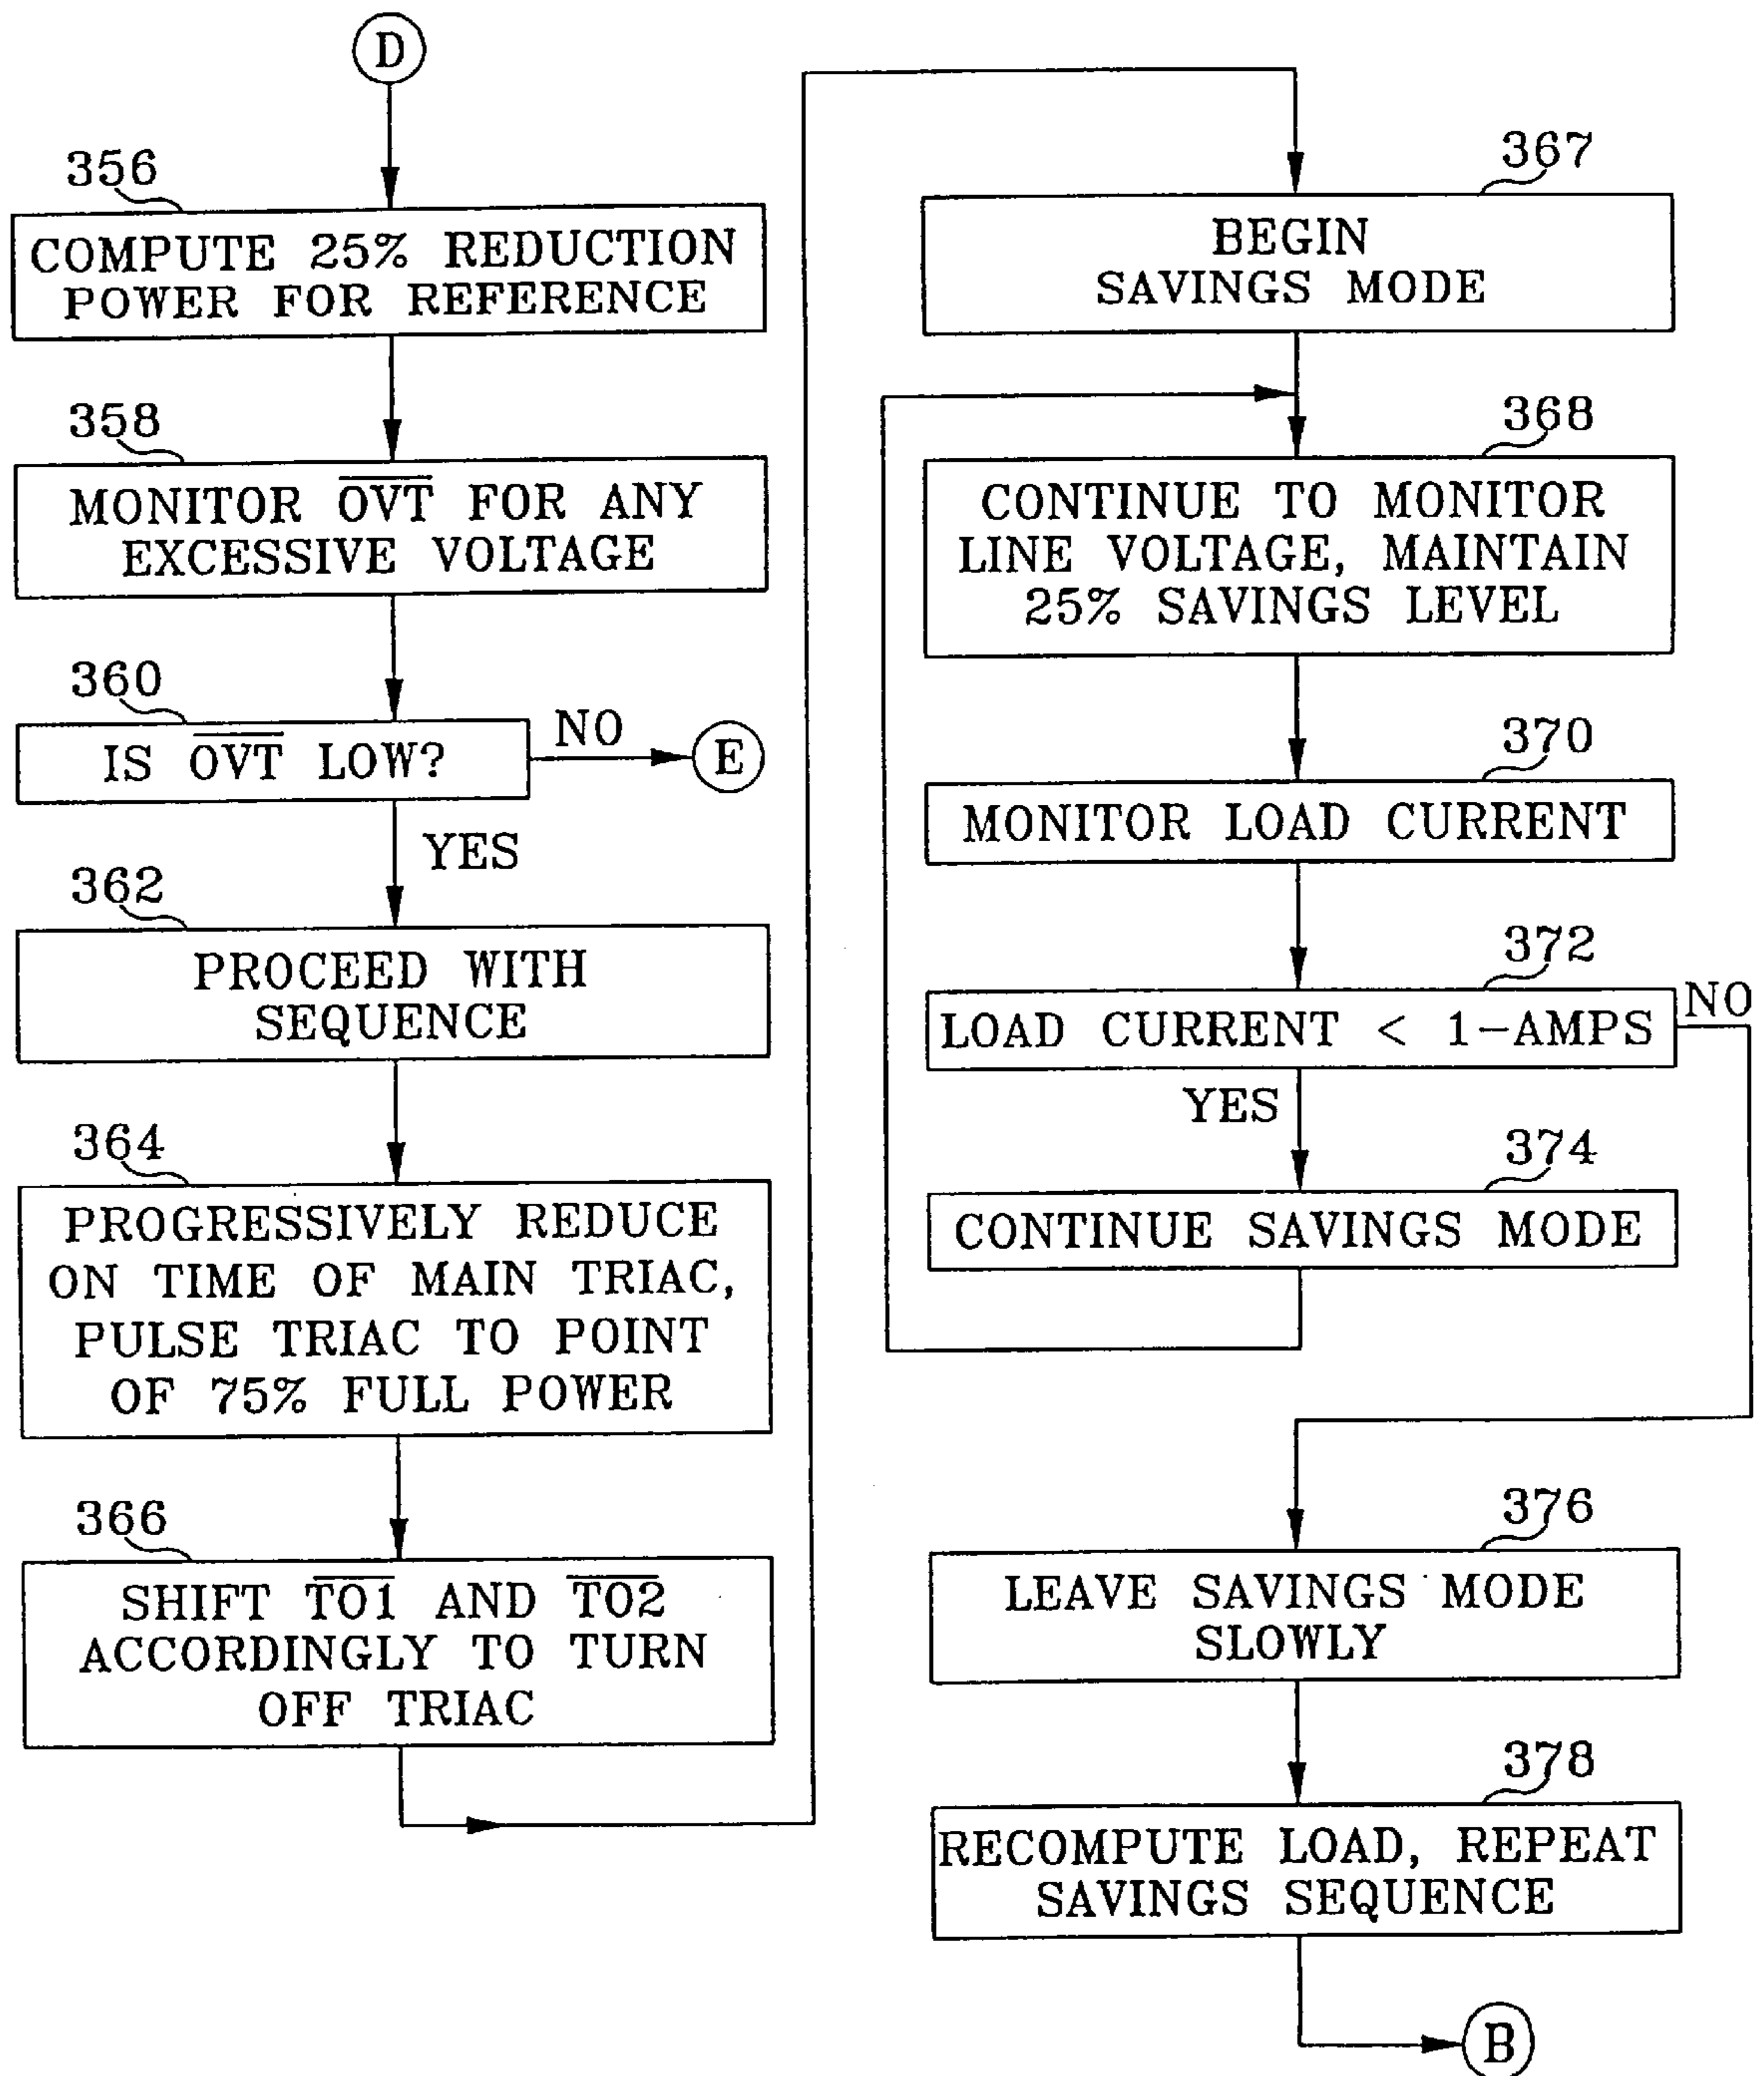 D
356
COMPUTE 25% REDUCTION
POWER FOR REFERENCE
358
MONITOR O̅V̅T̅ FOR ANY
EXCESSIVE VOLTAGE
360
IS O̅V̅T̅ LOW?
NO
E
YES
362
PROCEED WITH
SEQUENCE
364
PROGRESSIVELY REDUCE
ON TIME OF MAIN TRIAC,
PULSE TRIAC TO POINT
OF 75% FULL POWER
366
SHIFT T̅O̅1̅ AND T̅O̅2̅
ACCORDINGLY TO TURN
OFF TRIAC
367
BEGIN
SAVINGS MODE
368
CONTINUE TO MONITOR
LINE VOLTAGE, MAINTAIN
25% SAVINGS LEVEL
370
MONITOR LOAD CURRENT
372
LOAD CURRENT < 1-AMPS
NO
YES
374
CONTINUE SAVINGS MODE
376
LEAVE SAVINGS MODE
SLOWLY
378
RECOMPUTE LOAD, REPEAT
SAVINGS SEQUENCE
B